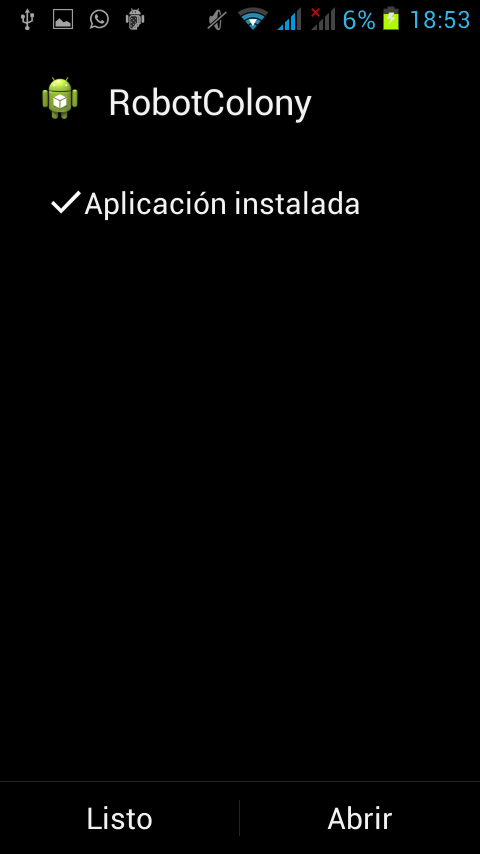 6% 18:53
RobotColony
Aplicación instalada
Listo Abrir